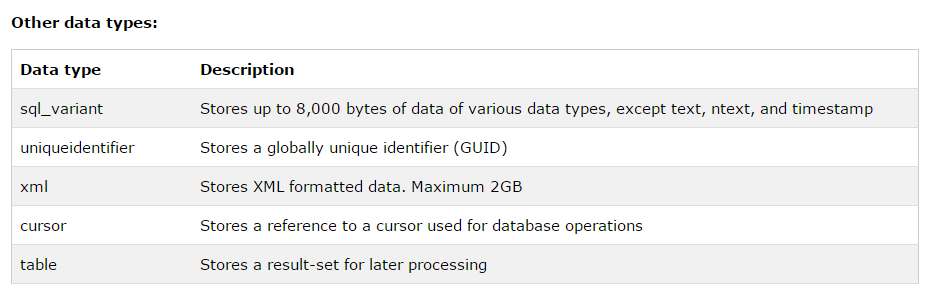 Other data types:
Data type Description
sql_variant Stores up to 8,000 bytes of data of various data types, except text, ntext, and timestamp
uniqueidentifier Stores a globally unique identifier (GUID)
xml Stores XML formatted data. Maximum 2GB
cursor Stores a reference to a cursor used for database operations
table Stores a result-set for later processing